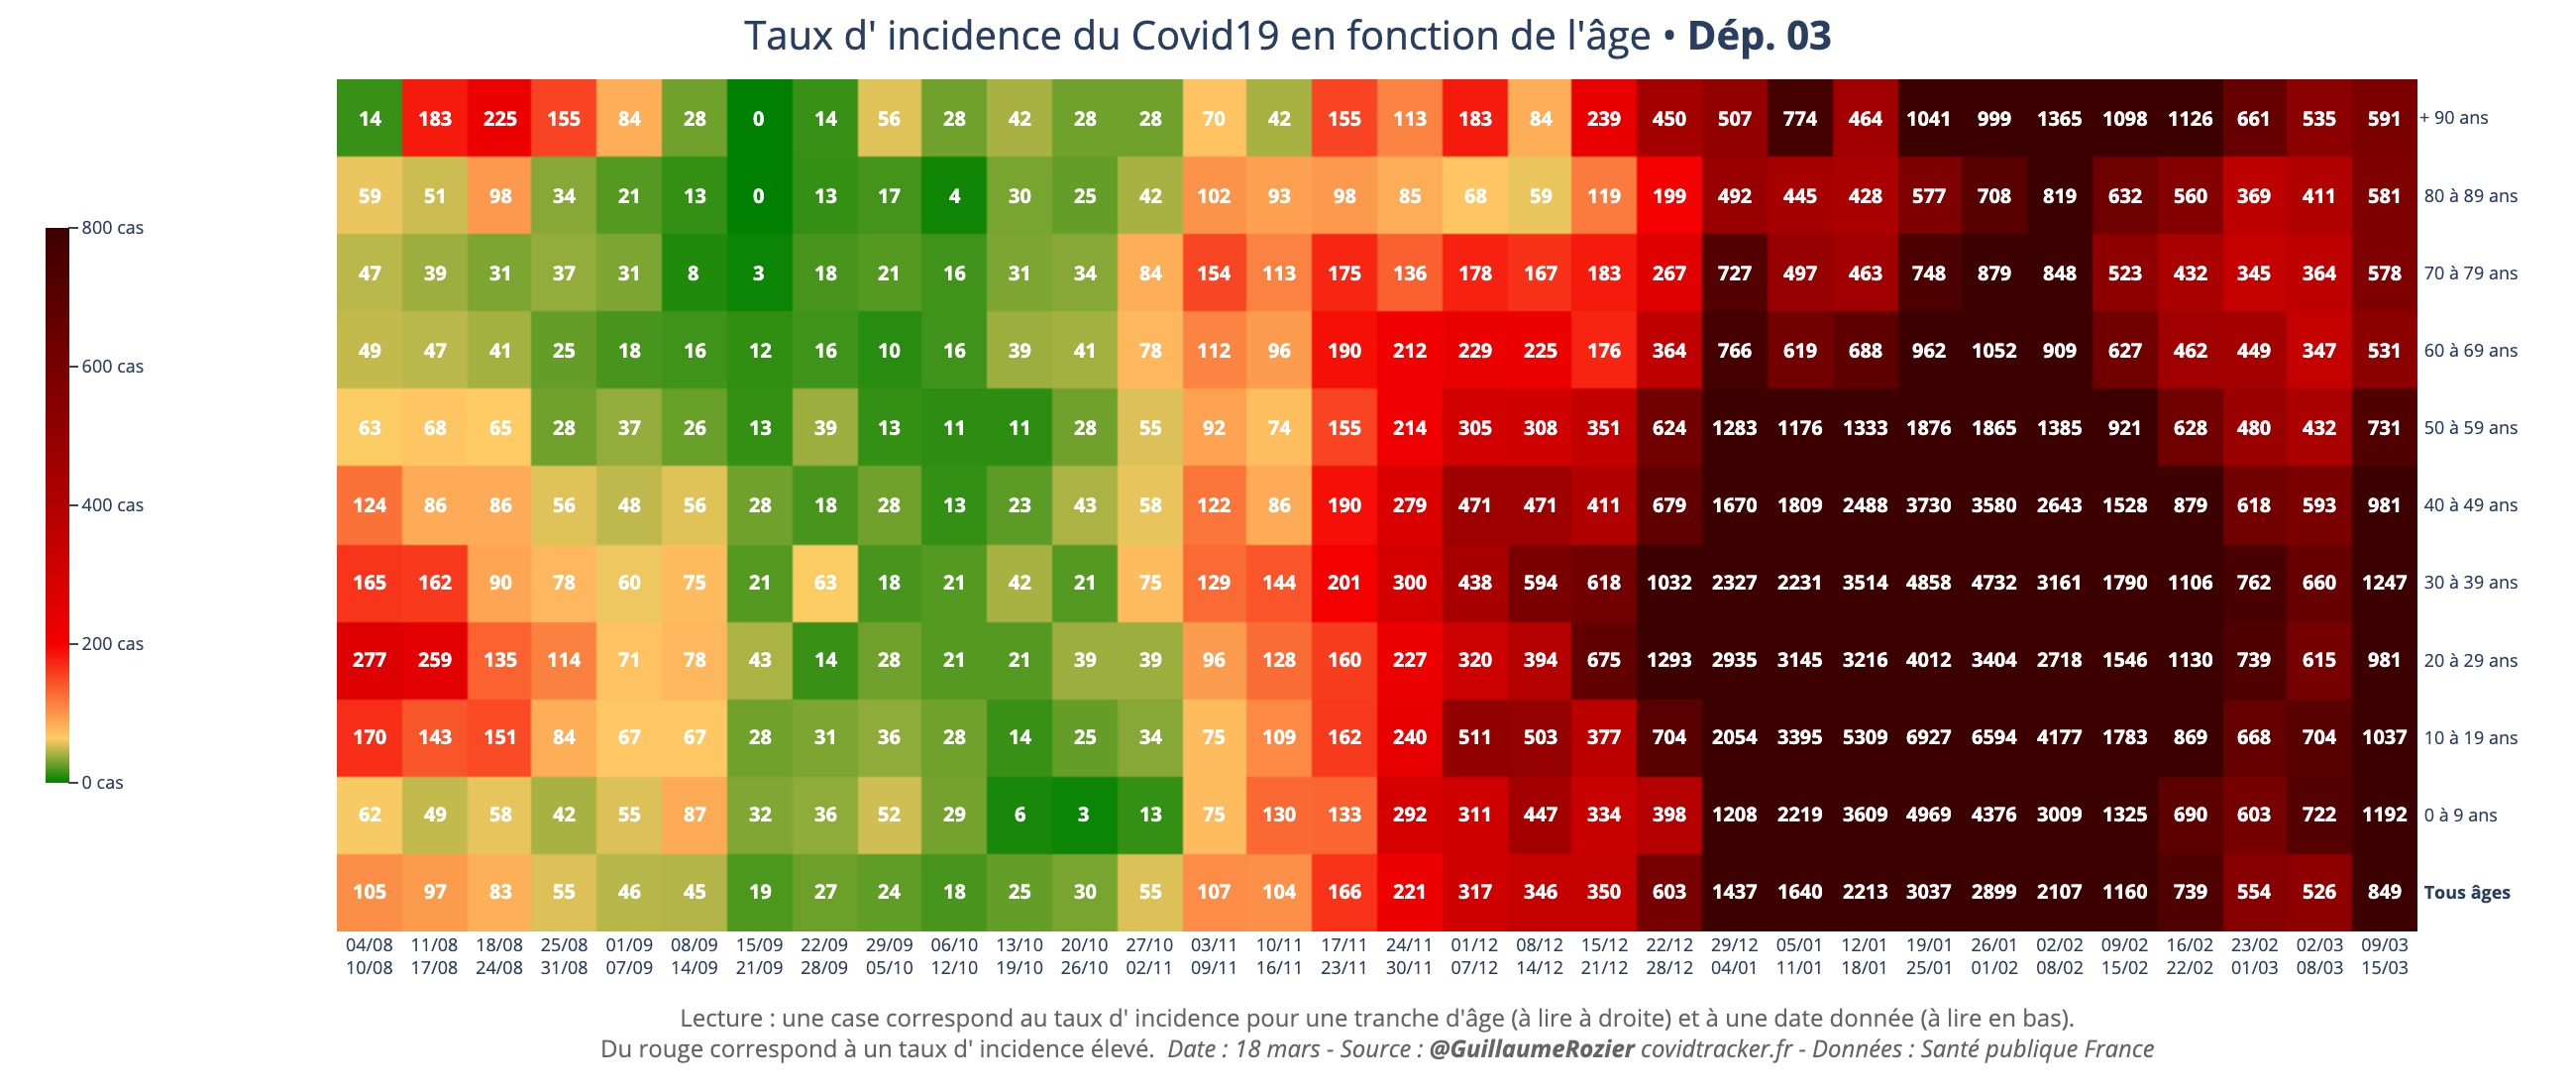 Taux d' incidence du Covid19 en fonction de l'âge • Dép. 03
800 cas
600 cas
400 cas
200 cas
0 cas
14 183 225 155 84 28 0 14 56 28 42 28 28 70 42 155 113 183 84 239 450 507 774 464 1041 999 1365 1098 1126 661 535 591 + 90 ans
59 51 98 34 21 13 0 13 17 4 30 25 42 102 93 98 85 68 59 119 199 492 445 428 577 708 819 632 560 369 411 581 80 à 89 ans
47 39 31 37 31 8 3 18 21 16 31 34 84 154 113 175 136 178 167 183 267 727 497 463 748 879 848 523 432 345 364 578 70 à 79 ans
49 47 41 25 18 16 12 16 10 16 39 41 78 112 96 190 212 229 225 176 364 766 619 688 962 1052 909 627 462 449 347 531 60 à 69 ans
63 68 65 28 37 26 13 39 13 11 11 28 55 92 74 155 214 305 308 351 624 1283 1176 1333 1876 1865 1385 921 628 480 432 731 50 à 59 ans
124 86 86 56 48 56 28 18 28 13 23 43 58 122 86 190 279 471 471 411 679 1670 1809 2488 3730 3580 2643 1528 879 618 593 981 40 à 49 ans
165 162 90 78 60 75 21 63 18 21 42 21 75 129 144 201 300 438 594 618 1032 2327 2231 3514 4858 4732 3161 1790 1106 762 660 1247 30 à 39 ans
277 259 135 114 71 78 43 14 28 21 21 39 39 96 128 160 227 320 394 675 1293 2935 3145 3216 4012 3404 2718 1546 1130 739 615 981 20 à 29 ans
170 143 151 84 67 67 28 31 36 28 14 25 34 75 109 162 240 511 503 377 704 2054 3395 5309 6927 6594 4177 1783 869 668 704 1037 10 à 19 ans
62 49 58 42 55 87 32 36 52 29 6 3 13 75 130 133 292 311 447 334 398 1208 2219 3609 4969 4376 3009 1325 690 603 722 1192 0 à 9 ans
105 97 83 55 46 45 19 27 24 18 25 30 55 107 104 166 221 317 346 350 603 1437 1640 2213 3037 2899 2107 1160 739 554 526 849 Tous âges
04/08 11/08 18/08 25/08 01/09 08/09 15/09 22/09 29/09 06/10 13/10 20/10 27/10 03/11 10/11 17/11 24/11 01/12 08/12 15/12 22/12 29/12 05/01 12/01 19/01 26/01 02/02 09/02 16/02 23/02 02/03 09/03
10/08 17/08 24/08 31/08 07/09 14/09 21/09 28/09 05/10 12/10 19/10 26/10 02/11 09/11 16/11 23/11 30/11 07/12 14/12 21/12 28/12 04/01 11/01 18/01 25/01 01/02 08/02 15/02 22/02 01/03 08/03 15/03
Lecture : une case correspond au taux d' incidence pour une tranche d'âge (à lire à droite) et à une date donnée (à lire en bas).
Du rouge correspond à un taux d' incidence élevé. Date : 18 mars - Source : @GuillaumeRozier covidtracker.fr - Données : Santé publique France